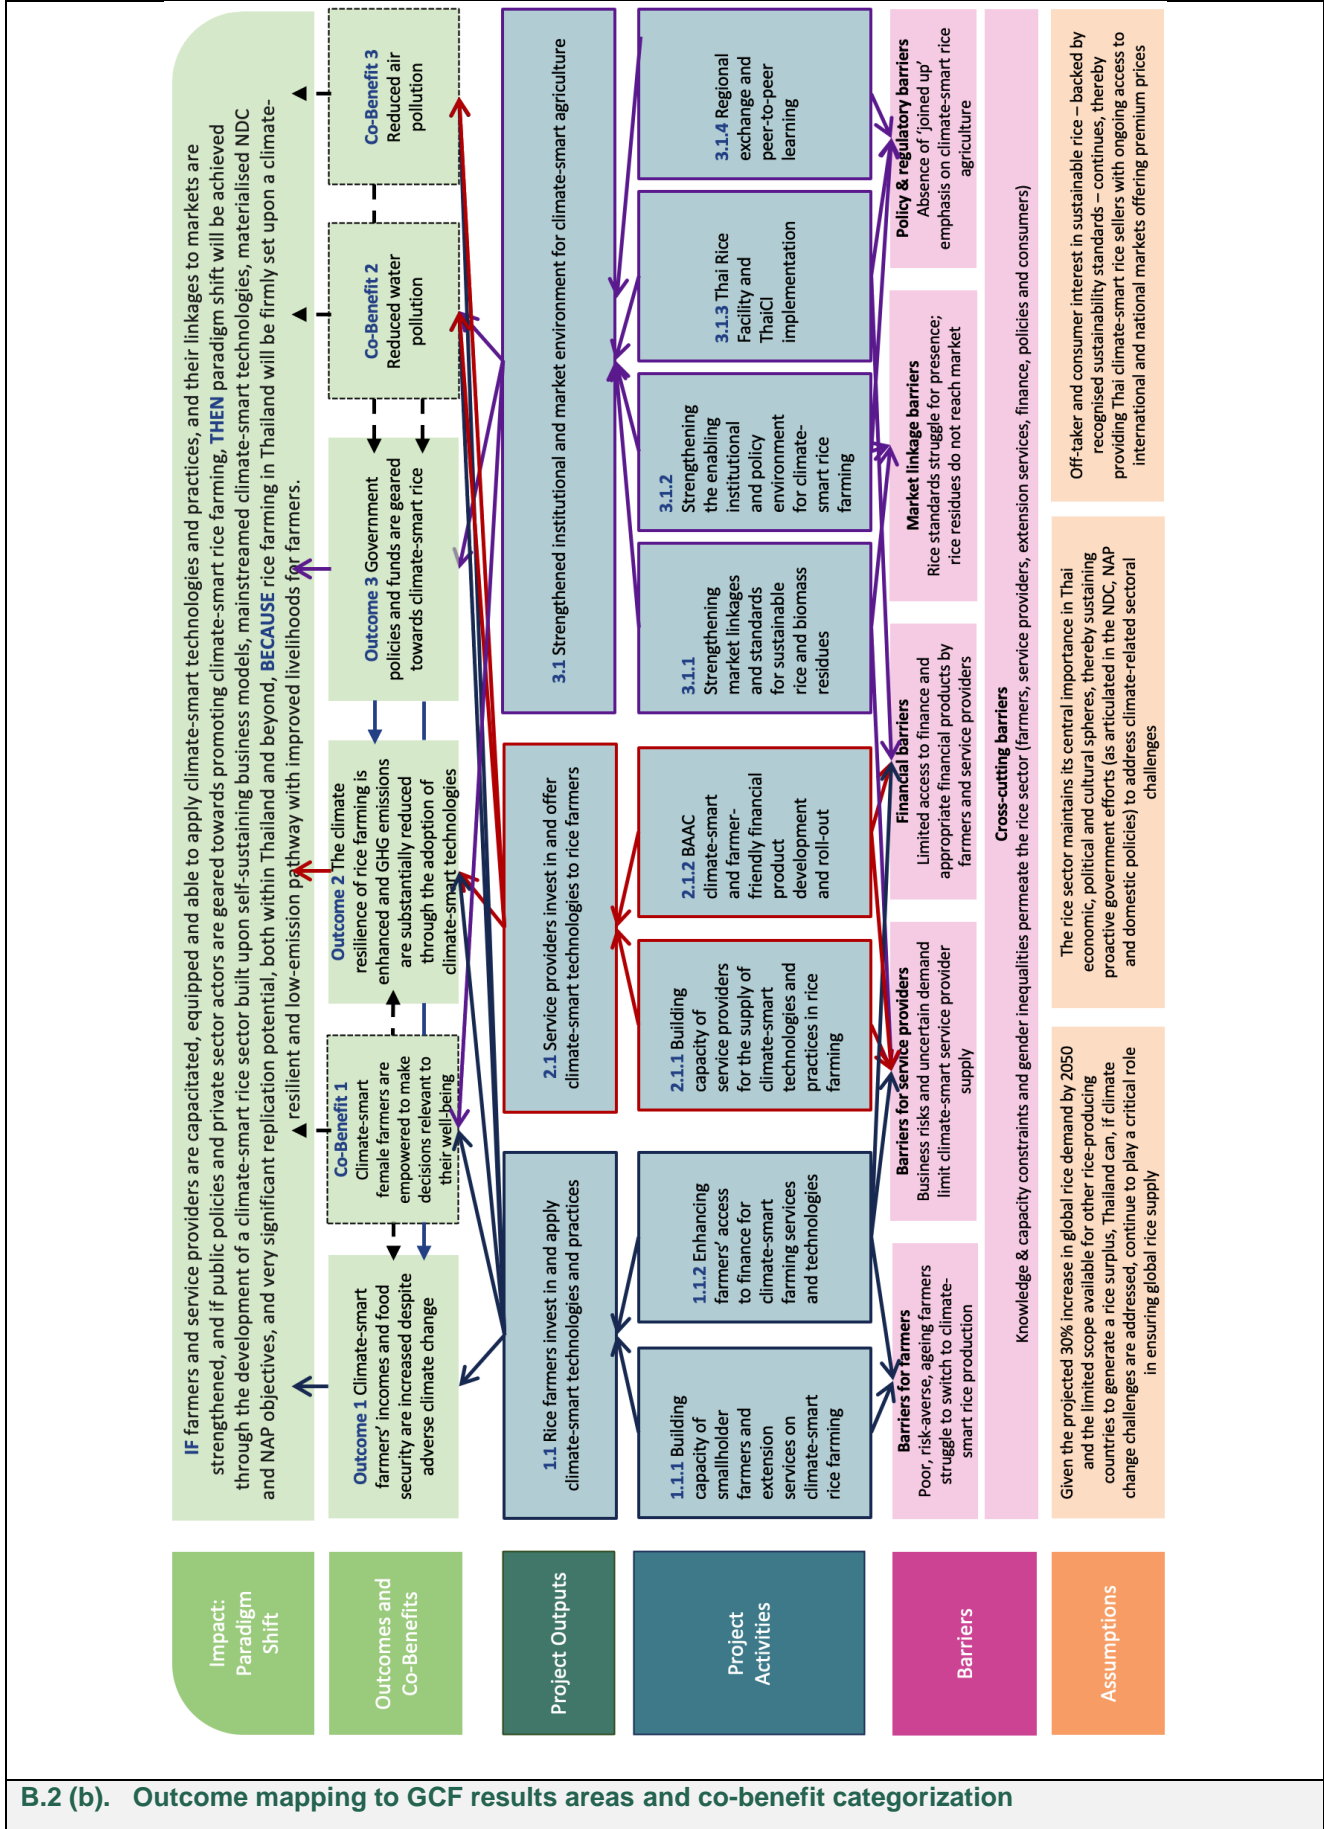 Impact:
Paradigm
Shift
IF farmers and service providers are capacitated, equipped and able to apply climate-smart technologies and practices, and their linkages to markets are
strengthened, and if public policies and private sector actors are geared towards promoting climate-smart rice farming, THEN paradigm shift will be achieved
through the development of a climate-smart rice sector built upon self-sustaining business models, mainstreamed climate-smart technologies, materialised NDC
and NAP objectives, and very significant replication potential, both within Thailand and beyond, BECAUSE rice farming in Thailand will be firmly set upon a climate-
resilient and low-emission pathway with improved livelihoods for farmers.
Outcomes and
Co-Benefits
Outcome 1 Climate-smart
farmers' incomes and food
security are increased despite
adverse climate change
Co-Benefit 1
Climate-smart
female farmers are
empowered to make
decisions relevant to
their well-being
Outcome 2 The climate
resilience of rice farming is
enhanced and GHG emissions
are substantially reduced
through the adoption of
climate-smart technologies
Outcome 3 Government
policies and funds are geared
towards climate-smart rice
Co-Benefit 2
Reduced water
pollution
Co-Benefit 3
Reduced air
pollution
Project Outputs
1.1 Rice farmers invest in and apply
climate-smart technologies and practices
2.1 Service providers invest in and offer
climate-smart technologies to rice farmers
3.1 Strengthened institutional and market environment for climate-smart agriculture
Project
Activities
1.1.1 Building
capacity of
smallholder
farmers and
extension
services on
climate-smart
rice farming
1.1.2 Enhancing
farmers' access
to finance for
climate-smart
farming services
and technologies
2.1.1 Building
capacity of
service providers
for the supply of
climate-smart
technologies and
practices in rice
farming
2.1.2 BAAC
climate-smart
and farmer-
friendly financial
product
development
and roll-out
3.1.1
Strengthening
market linkages
and standards
for sustainable
rice and biomass
residues
3.1.2
Strengthening
the enabling
institutional
and policy
environment
for climate-
smart rice
farming
3.1.3 Thai Rice
Facility and
ThaiCI
implementation
3.1.4 Regional
exchange and
peer-to-peer
learning
Barriers
Barriers for farmers
Poor, risk-averse, ageing farmers
struggle to switch to climate-
smart rice production
Barriers for service providers
Business risks and uncertain demand
limit climate-smart service provider
supply
Financial barriers
Limited access to finance and
appropriate financial products by
farmers and service providers
Market linkage barriers
Rice standards struggle for presence;
rice residues do not reach market
Policy & regulatory barriers
Absence of 'joined up'
emphasis on climate-smart rice
agriculture
Cross-cutting barriers
Knowledge & capacity constraints and gender inequalities permeate the rice sector (farmers, service providers, extension services, finance, policies and consumers)
Assumptions
Given the projected 30% increase in global rice demand by 2050
and the limited scope available for other rice-producing
countries to generate a rice surplus, Thailand can, if climate
change challenges are addressed, continue to play a critical role
in ensuring global rice supply
The rice sector maintains its central importance in Thai
economic, political and cultural spheres, thereby sustaining
proactive government efforts (as articulated in the NDC, NAP
and domestic policies) to address climate-related sectoral
challenges
Off-taker and consumer interest in sustainable rice – backed by
recognised sustainability standards – continues, thereby
providing Thai climate-smart rice sellers with ongoing access to
international and national markets offering premium prices
B.2 (b). Outcome mapping to GCF results areas and co-benefit categorization